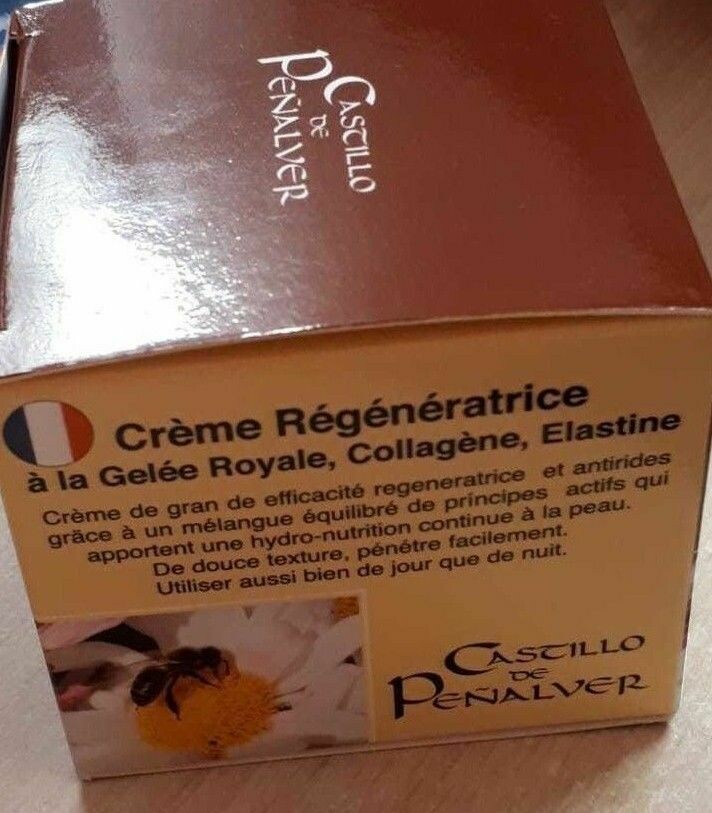 CASTILLO
DE
PEÑALVER
Crème Régénératrice
à la Gelée Royale, Collagène, Elastine
Crème de gran de efficacité regeneratrice et antirides
grâce à un mélangue équilibré de principes actifs qui
apportent une hydro-nutrition continue à la peau.
De douce texture, pénêtre facilement.
Utiliser aussi bien de jour que de nuit.
CASTILLO
DE
PEÑALVER